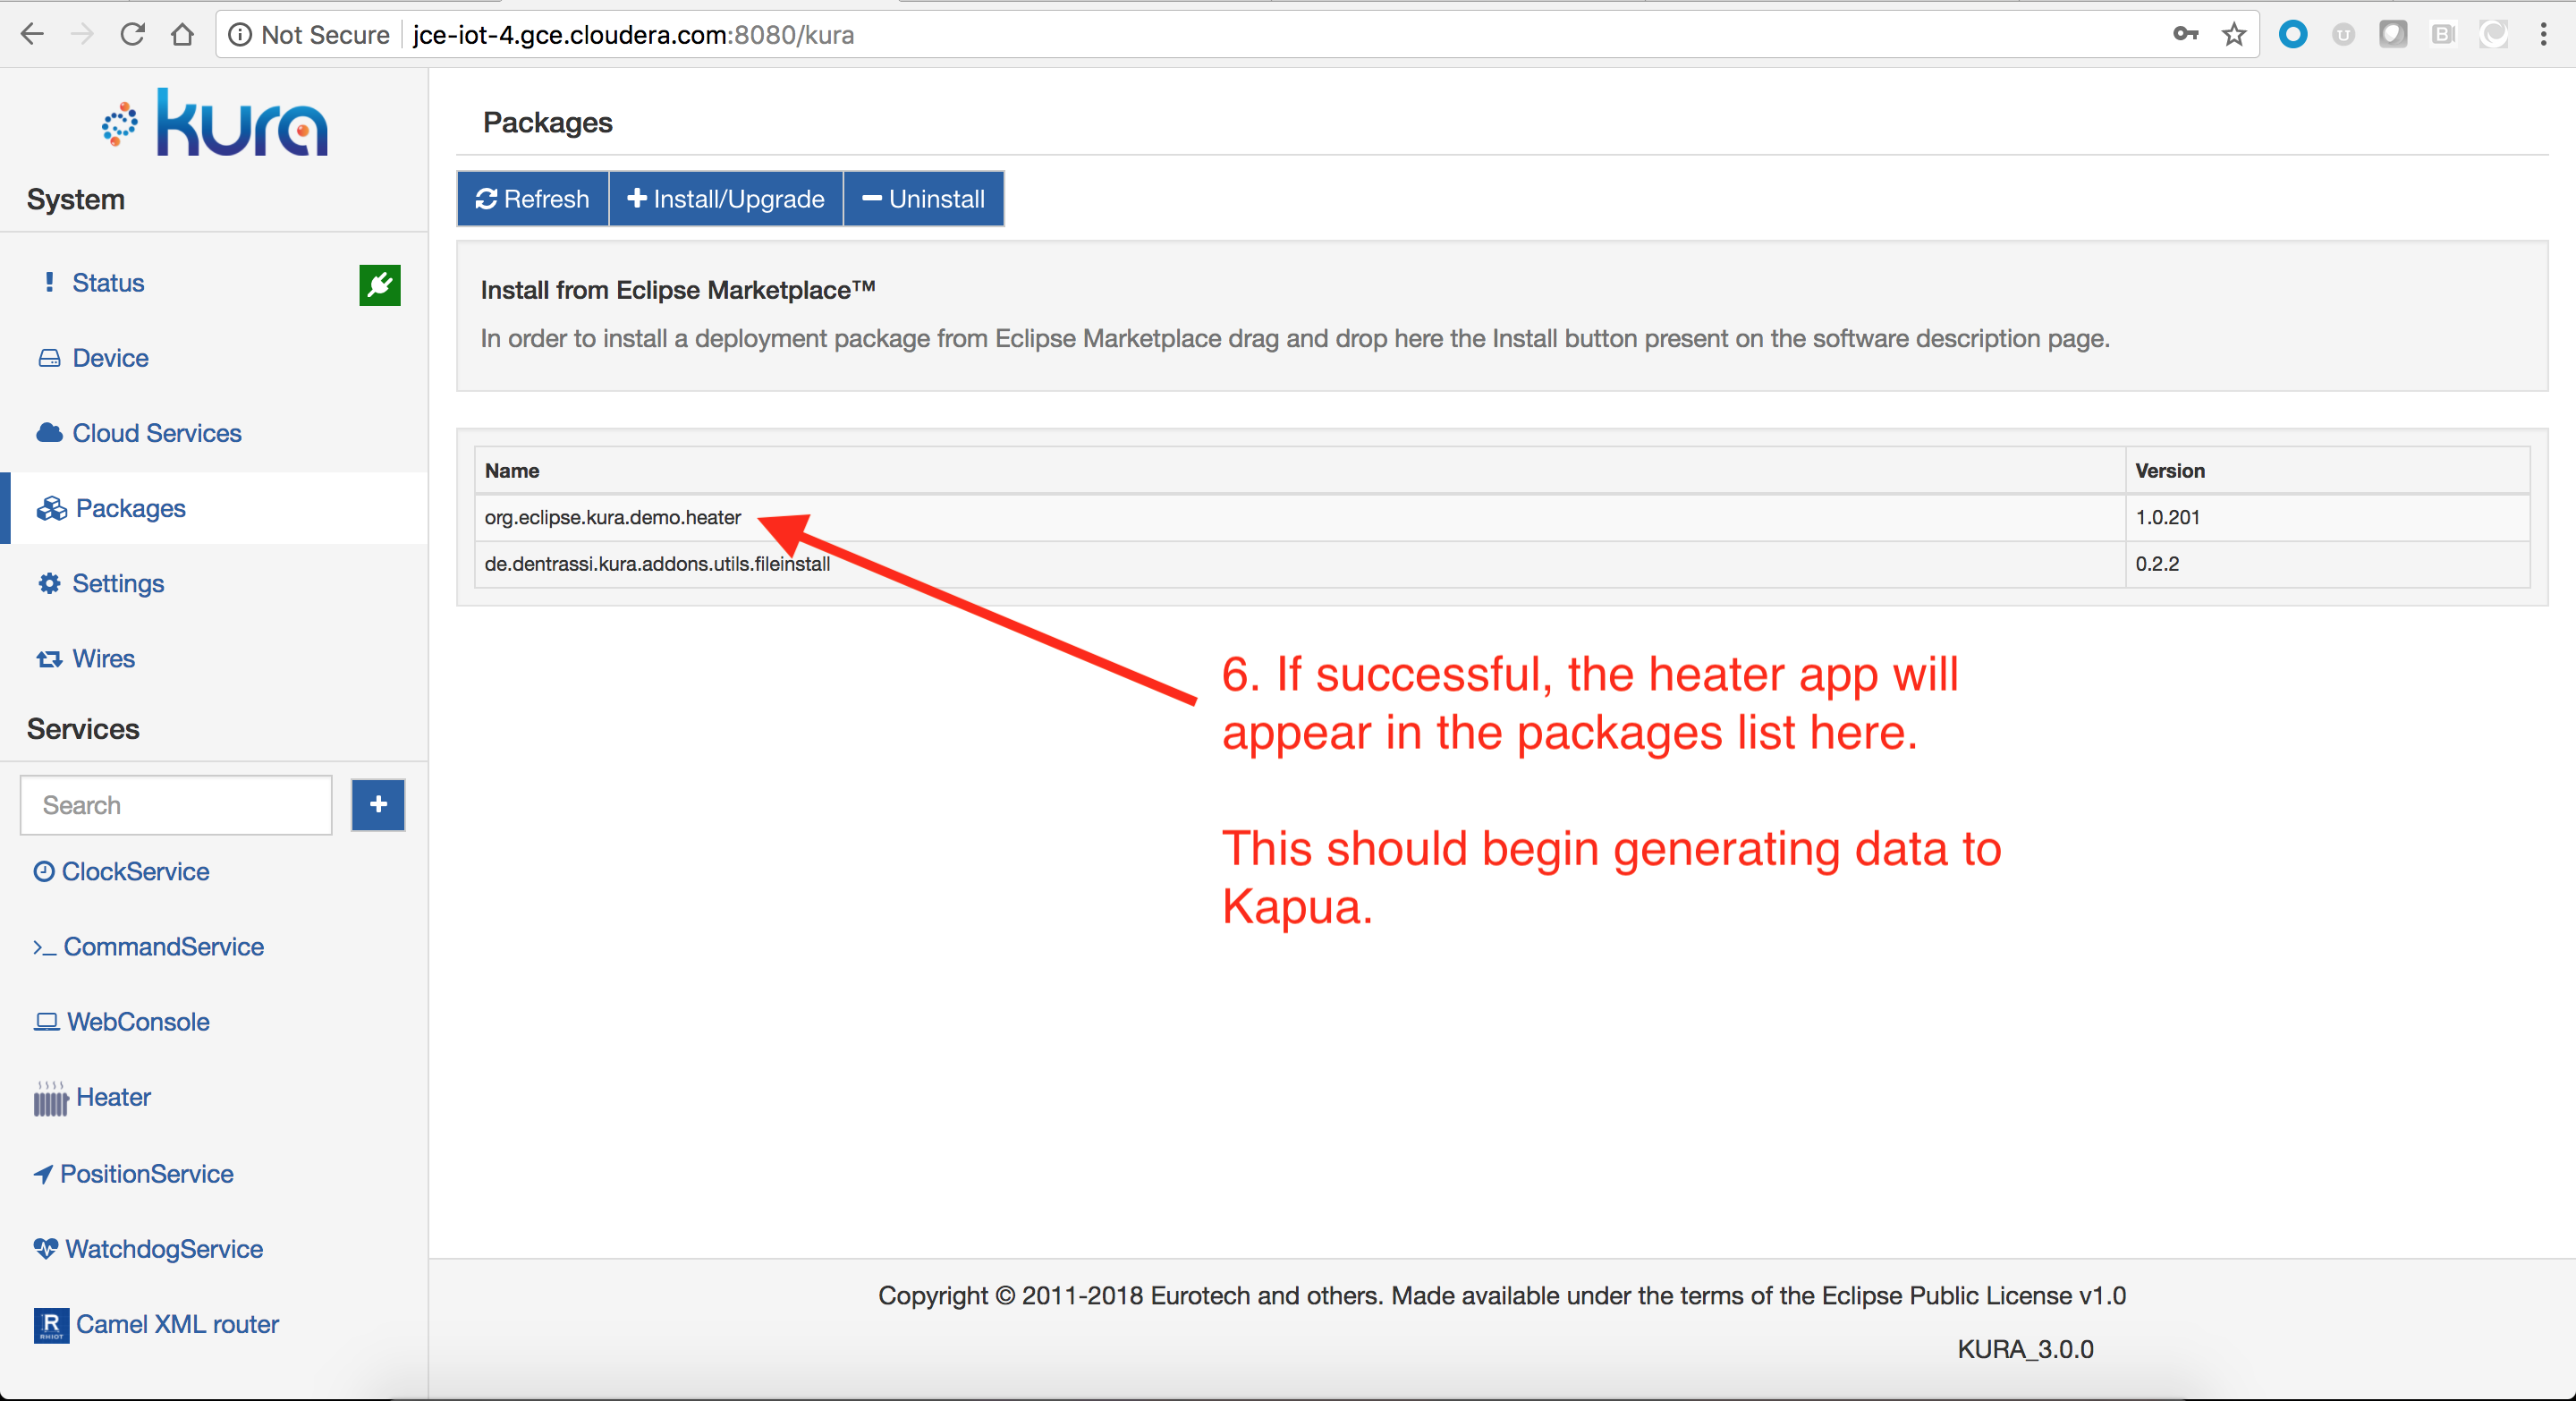 Not Secure jce-iot-4.gce.cloudera.com:8080/kura
kura
System
Status
Device
Cloud Services
Packages
Settings
Wires
Services
Search
ClockService
CommandService
WebConsole
Heater
PositionService
WatchdogService
R
RHIOT
Camel XML router
Packages
Refresh
Install/Upgrade
Uninstall
Install from Eclipse Marketplace™
In order to install a deployment package from Eclipse Marketplace drag and drop here the Install button present on the software description page.
Name Version
org.eclipse.kura.demo.heater 1.0.201
de.dentrassi.kura.addons.utils.fileinstall 0.2.2
6. If successful, the heater app will
appear in the packages list here.
This should begin generating data to
Kapua.
Copyright © 2011-2018 Eurotech and others. Made available under the terms of the Eclipse Public License v1.0
KURA_3.0.0